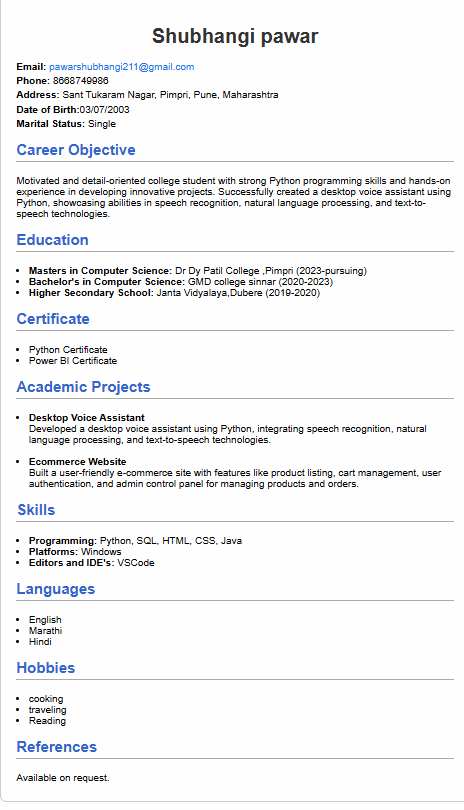 Shubhangi pawar
Email: pawarshubhangi211@gmail.com
Phone: 8668749986
Address: Sant Tukaram Nagar, Pimpri, Pune, Maharashtra
Date of Birth:03/07/2003
Marital Status: Single
Career Objective
Motivated and detail-oriented college student with strong Python programming skills and hands-on
experience in developing innovative projects. Successfully created a desktop voice assistant using
Python, showcasing abilities in speech recognition, natural language processing, and text-to-
speech technologies.
Education
• Masters in Computer Science: Dr Dy Patil College ,Pimpri (2023-pursuing)
• Bachelor's in Computer Science: GMD college sinnar (2020-2023)
• Higher Secondary School: Janta Vidyalaya,Dubere (2019-2020)
Certificate
• Python Certificate
• Power BI Certificate
Academic Projects
• Desktop Voice Assistant
Developed a desktop voice assistant using Python, integrating speech recognition, natural
language processing, and text-to-speech technologies.
• Ecommerce Website
Built a user-friendly e-commerce site with features like product listing, cart management, user
authentication, and admin control panel for managing products and orders.
Skills
• Programming: Python, SQL, HTML, CSS, Java
• Platforms: Windows
• Editors and IDE's: VSCode
Languages
• English
• Marathi
• Hindi
Hobbies
• cooking
• traveling
• Reading
References
Available on request.